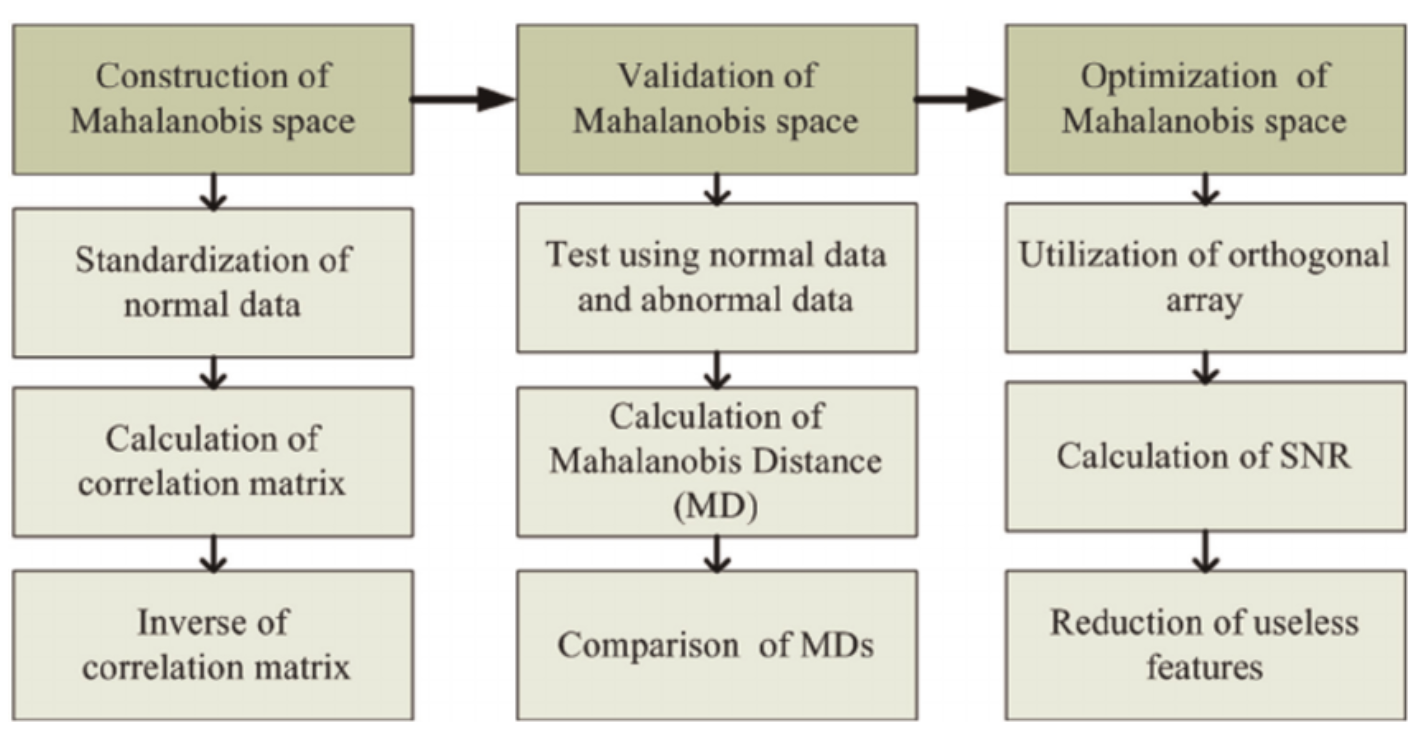 Construction of
Mahalanobis space
Standardization of
normal data
Calculation of
correlation matrix
Inverse of
correlation matrix
Validation of
Mahalanobis space
Test using normal data
and abnormal data
Calculation of
Mahalanobis Distance
(MD)
Comparison of MDs
Optimization of
Mahalanobis space
Utilization of orthogonal
array
Calculation of SNR
Reduction of useless
features